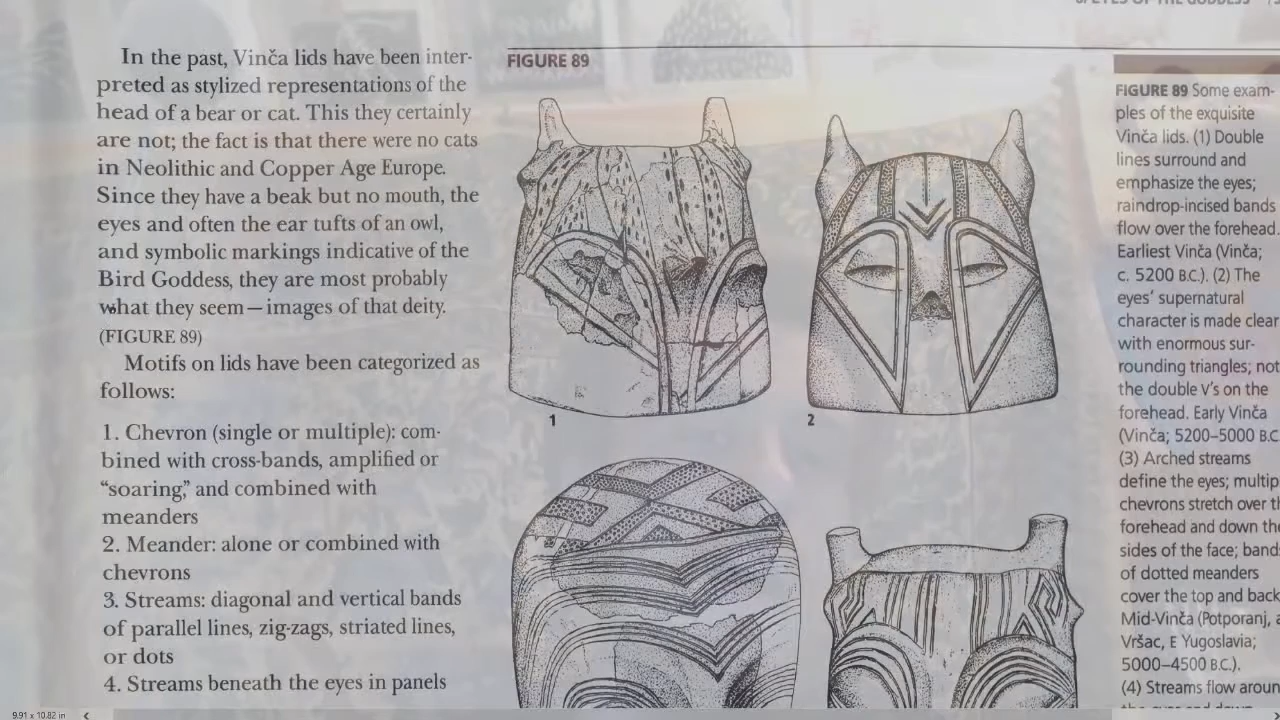 In the past, Vinča lids have been inter-
preted as stylized representations of the
head of a bear or cat. This they certainly
are not; the fact is that there were no cats
in Neolithic and Copper Age Europe.
Since they have a beak but no mouth, the
eyes and often the ear tufts of an owl,
and symbolic markings indicative of the
Bird Goddess, they are most probably
what they seem—images of that deity.
(FIGURE 89)
Motifs on lids have been categorized as
follows:
1. Chevron (single or multiple): com-
bined with cross-bands, amplified or
“soaring,” and combined with
meanders
2. Meander: alone or combined with
chevrons
3. Streams: diagonal and vertical bands
of parallel lines, zig-zags, striated lines,
or dots
4. Streams beneath the eyes in panels
FIGURE 89
1
2
OF THE GODDESS
FIGURE 89 Some exam-
ples of the exquisite
Vinča lids. (1) Double
lines surround and
emphasize the eyes;
raindrop-incised bands
flow over the forehead.
Earliest Vinča (Vinča;
c. 5200 B.C.). (2) The
eyes’ supernatural
character is made clear
with enormous sur-
rounding triangles; not
the double V’s on the
forehead. Early Vinča
(Vinča; 5200–5000 B.C
(3) Arched streams
define the eyes; multip
chevrons stretch over th
forehead and down the
sides of the face; band
of dotted meanders
cover the top and back
Mid-Vinča (Potporanj, a
Vršac, E Yugoslavia;
5000–4500 B.C.).
(4) Streams flow aroun
9.91 x 10.82 in